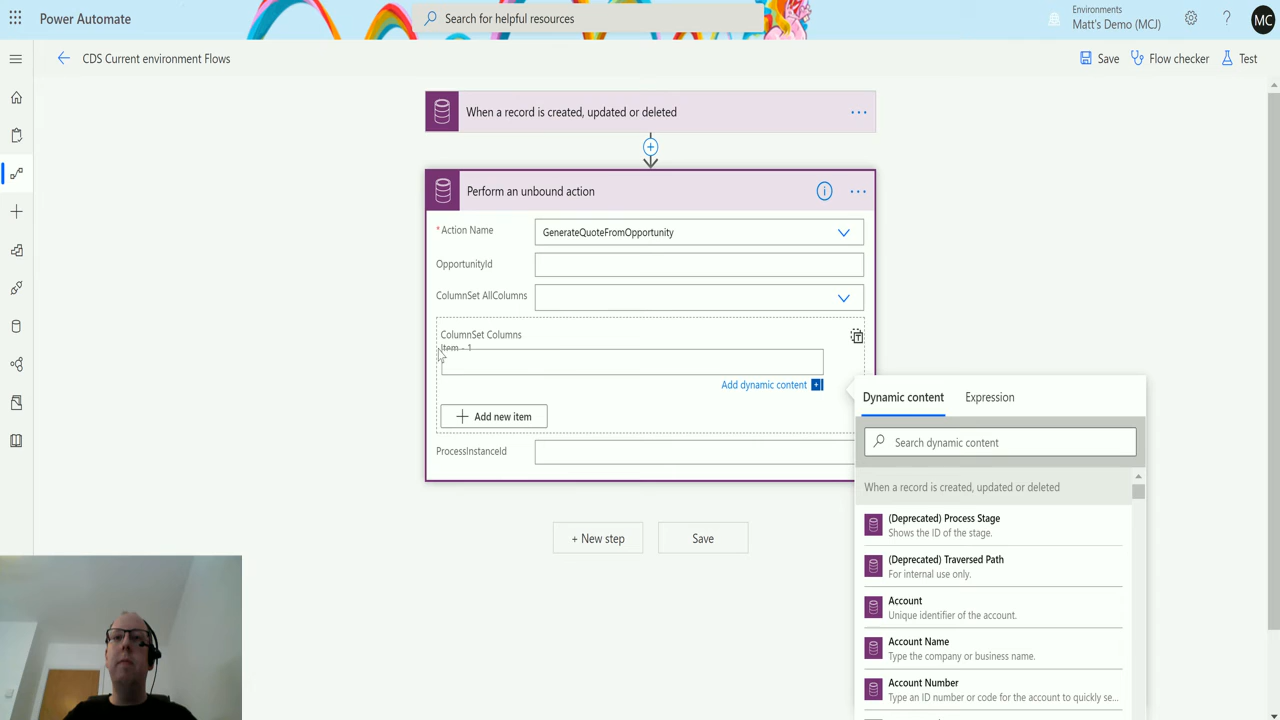 Power Automate
Search for helpful resources
Environments
Matt's Demo (MCJ)
MC
CDS Current environment Flows
Save
Flow checker
Test
When a record is created, updated or deleted
Perform an unbound action
* Action Name
GenerateQuoteFromOpportunity
OpportunityId
ColumnSet AllColumns
ColumnSet Columns
Item - 1
Add dynamic content
Add new item
ProcessInstanceId
+ New step
Save
Dynamic content
Expression
Search dynamic content
When a record is created, updated or deleted
(Deprecated) Process Stage
Shows the ID of the stage.
(Deprecated) Traversed Path
For internal use only.
Account
Unique identifier of the account.
Account Name
Type the company or business name.
Account Number
Type an ID number or code for the account to quickly se...